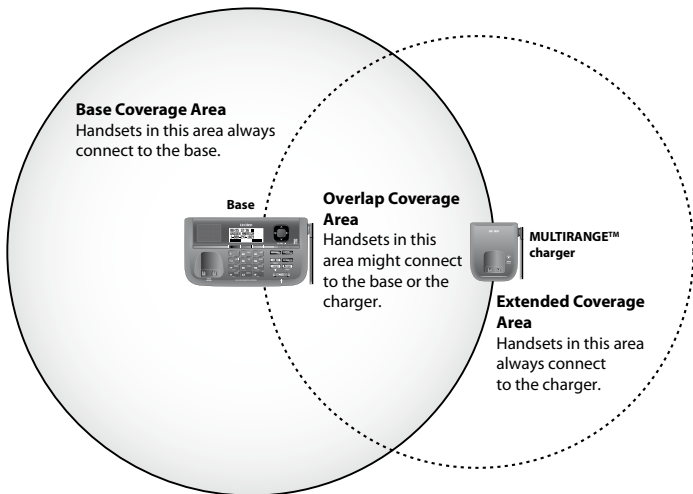 Base Coverage Area
Handsets in this area always
connect to the base.
Base
Overlap Coverage
Area
Handsets in this
area might connect
to the base or the
charger.
MULTIRANGE™
charger
Extended Coverage
Area
Handsets in this area
always connect
to the charger.